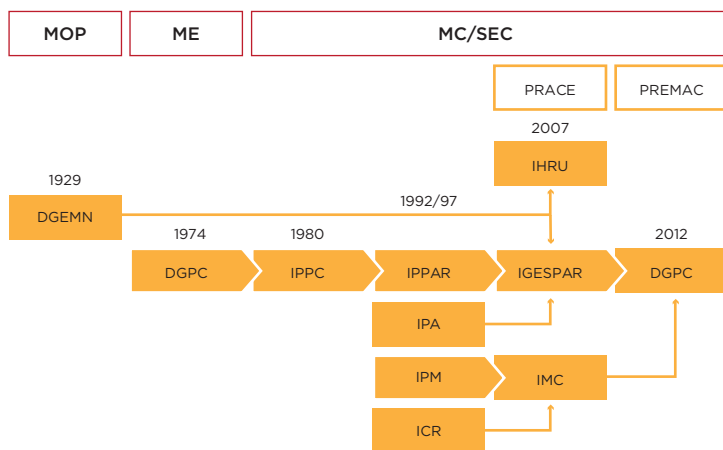 MOP
ME
MC/SEC
PRACE
PREMAC
2007
IHRU
1929
DGEMN
1992/97
1974
1980
2012
DGPC
IPPC
IPPAR
IGESPAR
DGPC
IPA
IPM
IMC
ICR